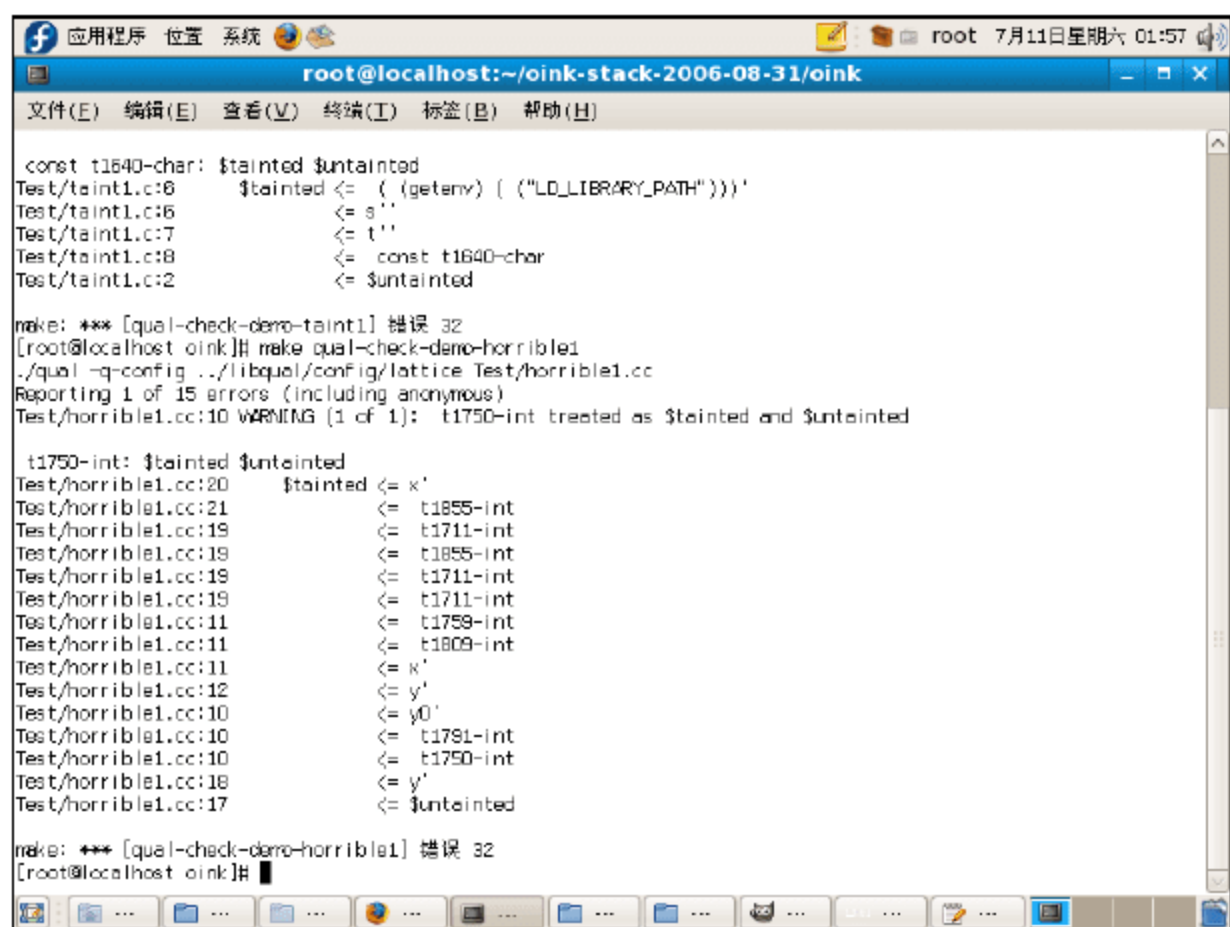 应用程序 位置 系统 root 7月11日星期六 01:57
root@localhost:~/oink-stack-2006-08-31/oink
文件(F) 编辑(E) 查看(V) 终端(T) 标签(B) 帮助(H)
const t1640-char: $tainted $untainted
Test/taint1.c:6 $tainted <= ( (getenv) ( ("LD_LIBRARY_PATH")))'
Test/taint1.c:6 <= s''
Test/taint1.c:7 <= t''
Test/taint1.c:8 <= const t1640-char
Test/taint1.c:2 <= $untainted
make: *** [qual-check-demo-taint1] 错误 32
[root@localhost oink]# make qual-check-demo-horrible1
./qual -q-config ../libqual/config/lattice Test/horrible1.cc
Reporting 1 of 15 errors (including anonymous)
Test/horrible1.cc:10 WARNING (1 of 1): t1750-int treated as $tainted and $untainted
t1750-int: $tainted $untainted
Test/horrible1.cc:20 $tainted <= x'
Test/horrible1.cc:21 <= t1855-int
Test/horrible1.cc:19 <= t1711-int
Test/horrible1.cc:19 <= t1855-int
Test/horrible1.cc:19 <= t1711-int
Test/horrible1.cc:19 <= t1711-int
Test/horrible1.cc:11 <= t1759-int
Test/horrible1.cc:11 <= t1809-int
Test/horrible1.cc:11 <= x'
Test/horrible1.cc:12 <= y'
Test/horrible1.cc:10 <= y0'
Test/horrible1.cc:10 <= t1791-int
Test/horrible1.cc:10 <= t1750-int
Test/horrible1.cc:18 <= y'
Test/horrible1.cc:17 <= $untainted
make: *** [qual-check-demo-horrible1] 错误 32
[root@localhost oink]#
... ... ... ... ... ... ... ... ... ...